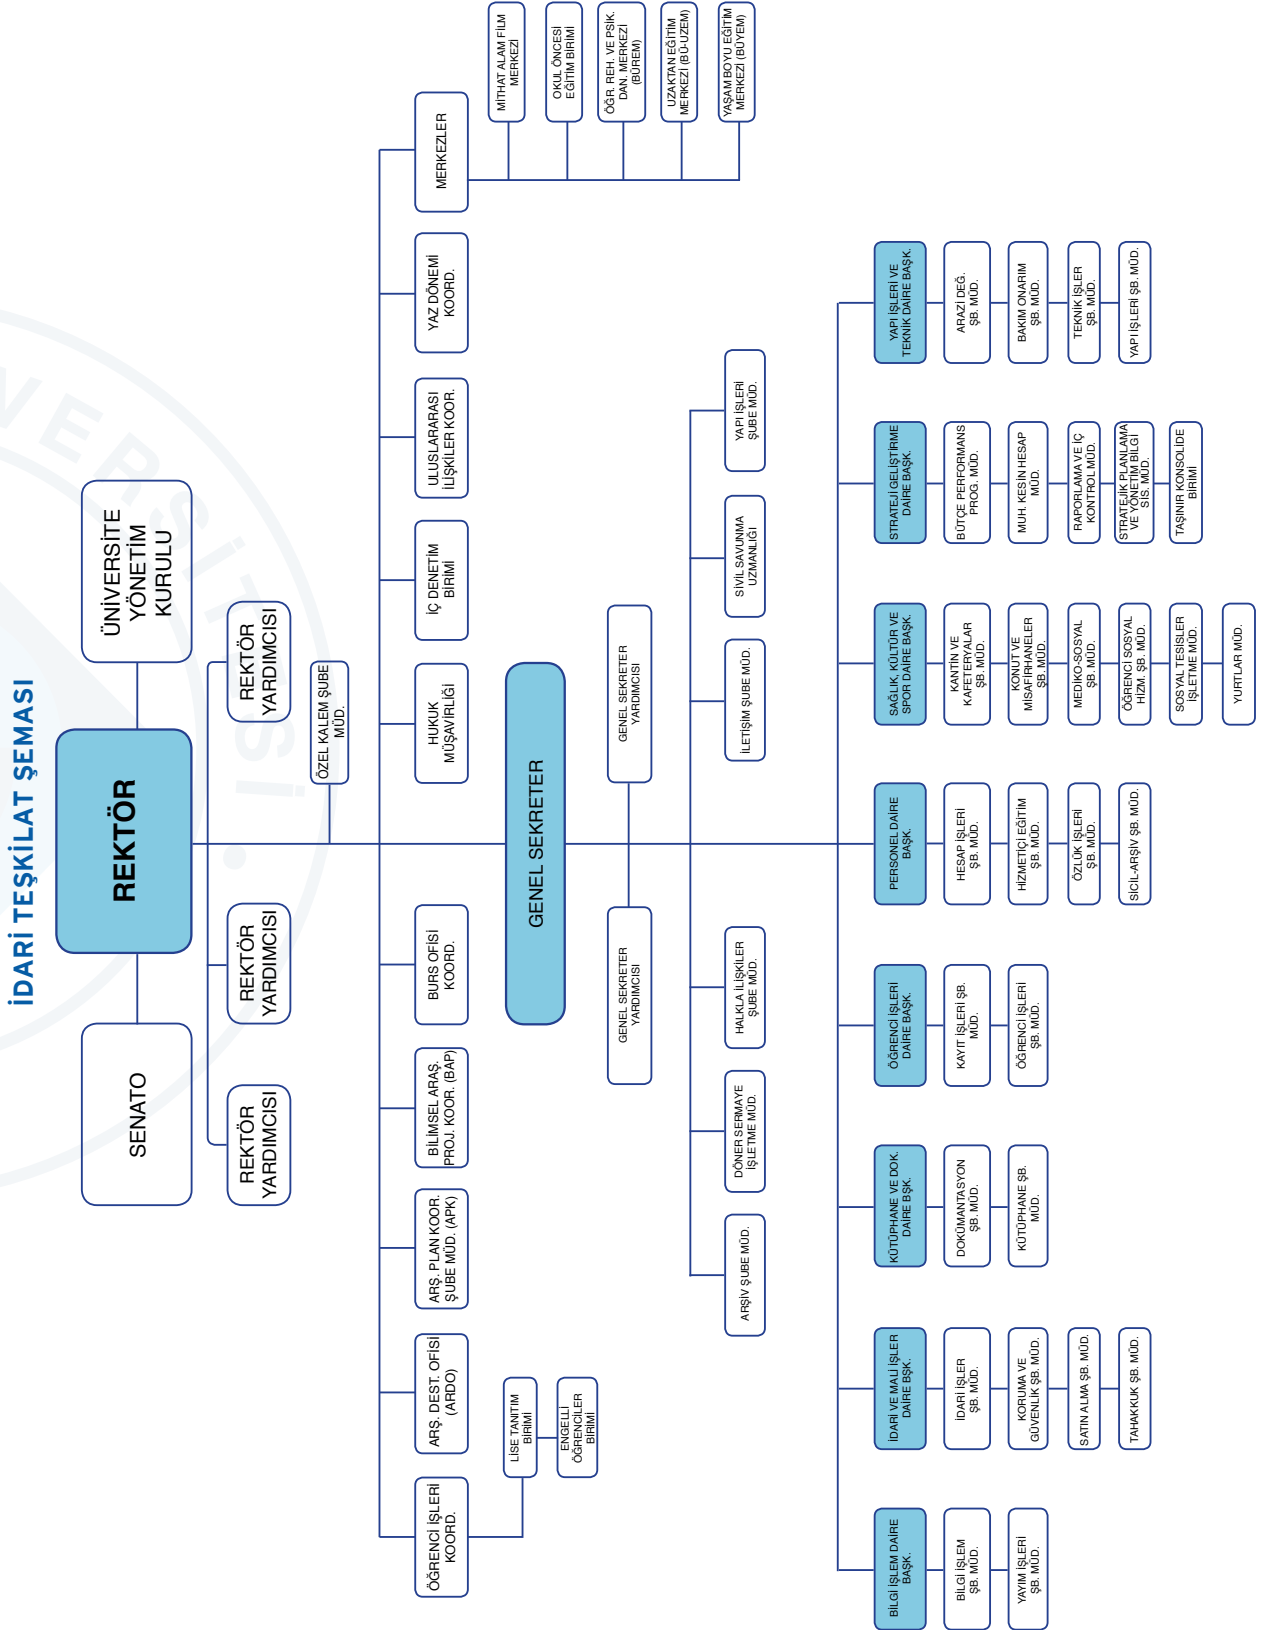 İDARİ TEŞKİLAT ŞEMASI
SENATO
REKTÖR
ÜNİVERSİTE
YÖNETİM
KURULU
REKTÖR
YARDIMCISI
REKTÖR
YARDIMCISI
REKTÖR
YARDIMCISI
ÖZEL KALEM ŞUBE
MÜD.
ÖĞRENCİ İŞLERİ
KOORD.
ARŞ. DEST. OFİSİ
(ARDO)
ARŞ. PLAN KOOR.
ŞUBE MÜD. (APK)
BİLİMSEL ARAŞ.
PROJ. KOOR. (BAP)
BURS OFİSİ
KOORD.
HUKUK
MÜŞAVİRLİĞİ
İÇ DENETİM
BİRİMİ
ULUSLARARASI
İLİŞKİLER KOOR.
YAZ DÖNEMİ
KOORD.
MERKEZLER
LİSE TANITIM
BİRİMİ
ENGELLİ
ÖĞRENCİLER
BİRİMİ
MİTHAT ALAM FİLM
MERKEZİ
OKUL ÖNCESİ
EĞİTİM BİRİMİ
ÖĞR. REH. VE PSİK.
DAN. MERKEZİ
(BÜREM)
UZAKTAN EĞİTİM
MERKEZİ (BÜ-UZEM)
YAŞAM BOYU EĞİTİM
MERKEZİ (BÜYEM)
GENEL SEKRETER
GENEL SEKRETER
YARDIMCISI
GENEL SEKRETER
YARDIMCISI
ARŞİV ŞUBE MÜD.
DÖNER SERMAYE
İŞLETME MÜD.
HALKLA İLİŞKİLER
ŞUBE MÜD.
İLETİŞİM ŞUBE MÜD.
SİVİL SAVUNMA
UZMANLIĞI
YAPI İŞLERİ
ŞUBE MÜD.
BİLGİ İŞLEM DAİRE
BAŞK.
BİLGİ İŞLEM
ŞB. MÜD.
YAYIM İŞLERİ
ŞB. MÜD.
İDARİ VE MALİ İŞLER
DAİRE BŞK.
İDARİ İŞLER
ŞB. MÜD.
KORUMA VE
GÜVENLİK ŞB. MÜD.
SATIN ALMA ŞB. MÜD.
TAHAKKUK ŞB. MÜD.
KÜTÜPHANE VE DOK.
DAİRE BŞK.
DOKÜMANTASYON
ŞB. MÜD.
KÜTÜPHANE ŞB.
MÜD.
ÖĞRENCİ İŞLERİ
DAİRE BAŞK.
KAYIT İŞLERİ ŞB.
MÜD.
ÖĞRENCİ İŞLERİ
ŞB. MÜD.
PERSONEL DAİRE
BAŞK.
HESAP İŞLERİ
ŞB. MÜD.
HİZMETİÇİ EĞİTİM
ŞB. MÜD.
ÖZLÜK İŞLERİ
ŞB. MÜD.
SİCİL-ARŞİV ŞB. MÜD.
SAĞLIK, KÜLTÜR VE
SPOR DAİRE BAŞK.
KANTİN VE
KAFETERYALAR
ŞB. MÜD.
KONUT VE
MİSAFİRHANELER
ŞB. MÜD.
MEDİKO-SOSYAL
ŞB. MÜD.
ÖĞRENCİ SOSYAL
HİZM. ŞB. MÜD.
SOSYAL TESİSLER
İŞLETME MÜD.
YURTLAR MÜD.
STRATEJİ GELİŞTİRME
DAİRE BAŞK.
BÜTÇE PERFORMANS
PROG. MÜD.
MUH. KESİN HESAP
MÜD.
RAPORLAMA VE İÇ
KONTROL MÜD.
STRATEJİK PLANLAMA
VE YÖNETİM BİLGİ
SİS. MÜD.
TAŞINIR KONSOLİDE
BİRİMİ
YAPI İŞLERİ VE
TEKNİK DAİRE BAŞK.
ARAZİ DEĞ.
ŞB. MÜD.
BAKIM ONARIM
ŞB. MÜD.
TEKNİK İŞLER
ŞB. MÜD.
YAPI İŞLERİ ŞB. MÜD.